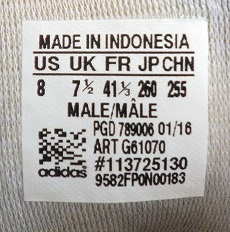 MADE IN INDONESIA
US UK FR JP CHN
8 7½ 41⅓ 260 255
MALE/MÂLE
PGD 789006 01/16
ART G61070
#113725130
adidas 9582FP0N00183